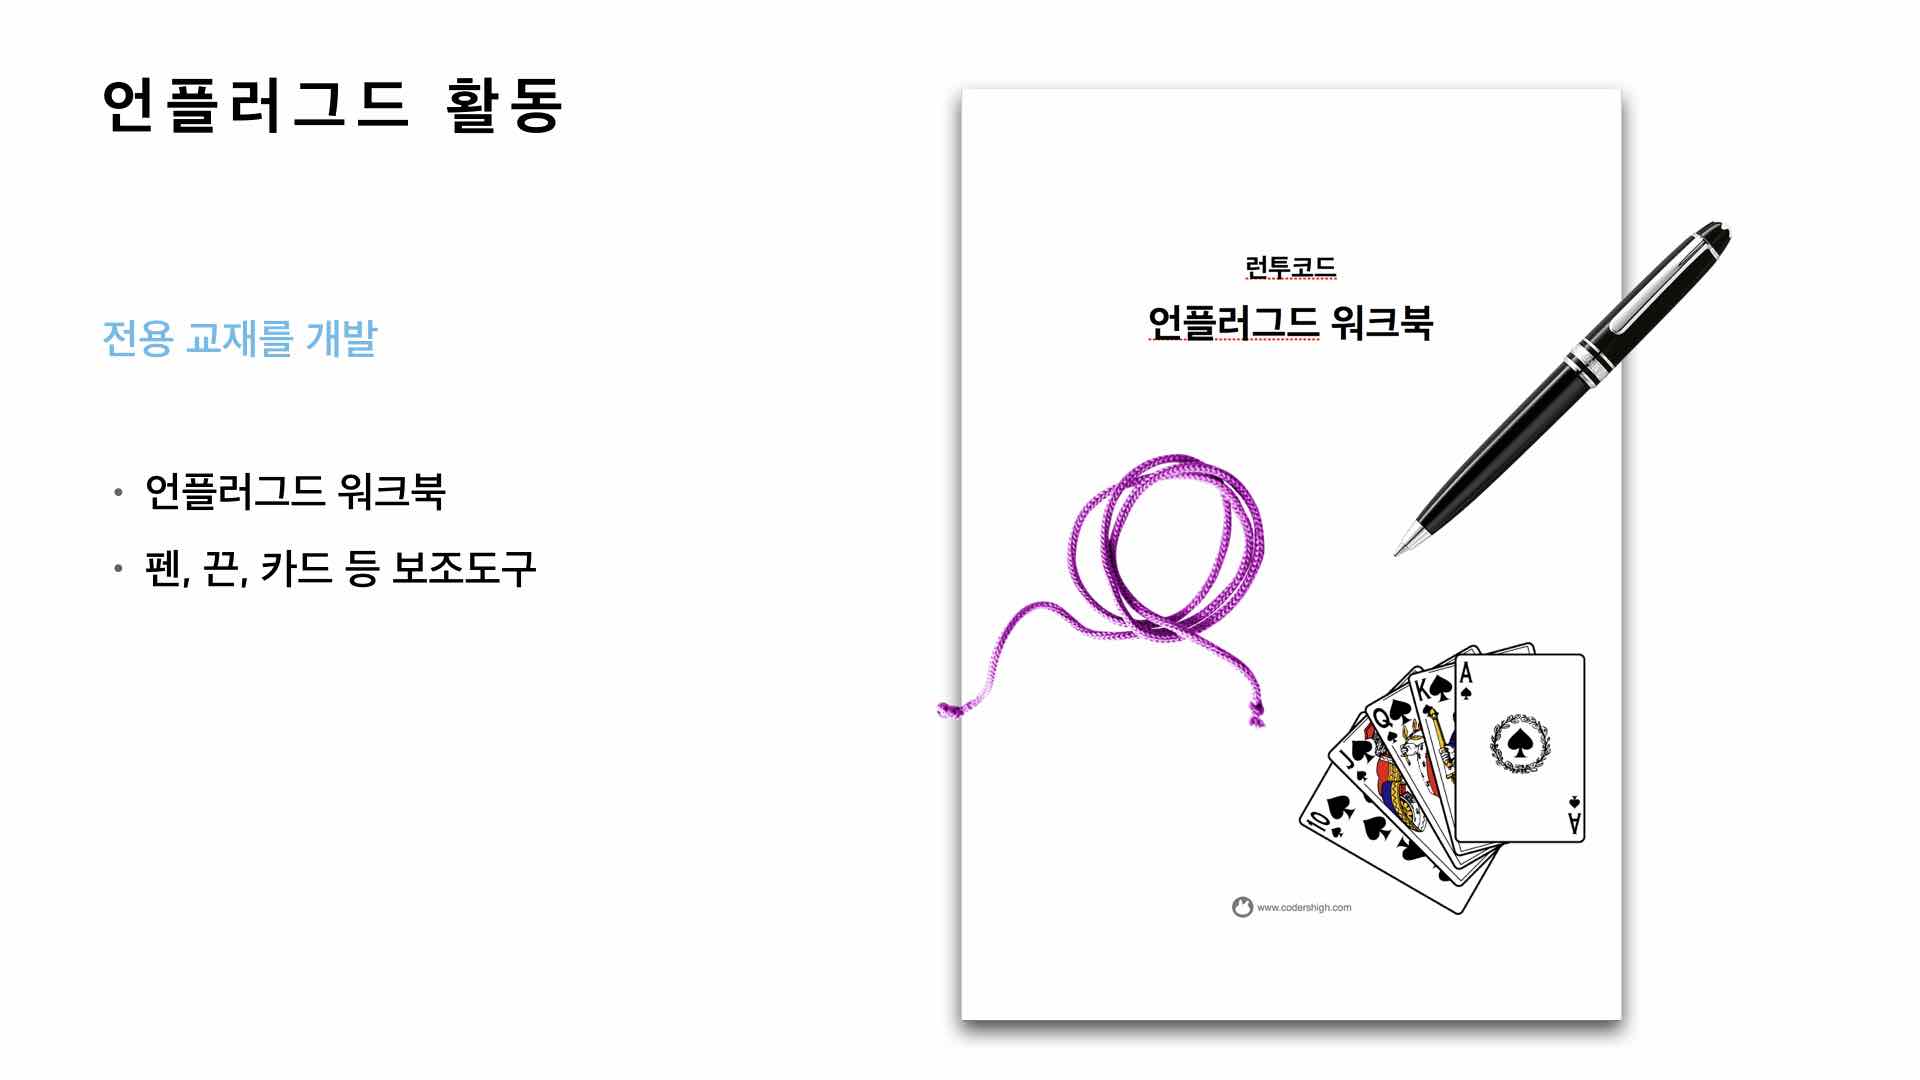 언플러그드 활동
전용 교재를 개발
• 언플러그드 워크북
• 펜, 끈, 카드 등 보조도구
런투코드
언플러그드 워크북
A
K
Q
J
10
A
www.codershigh.com